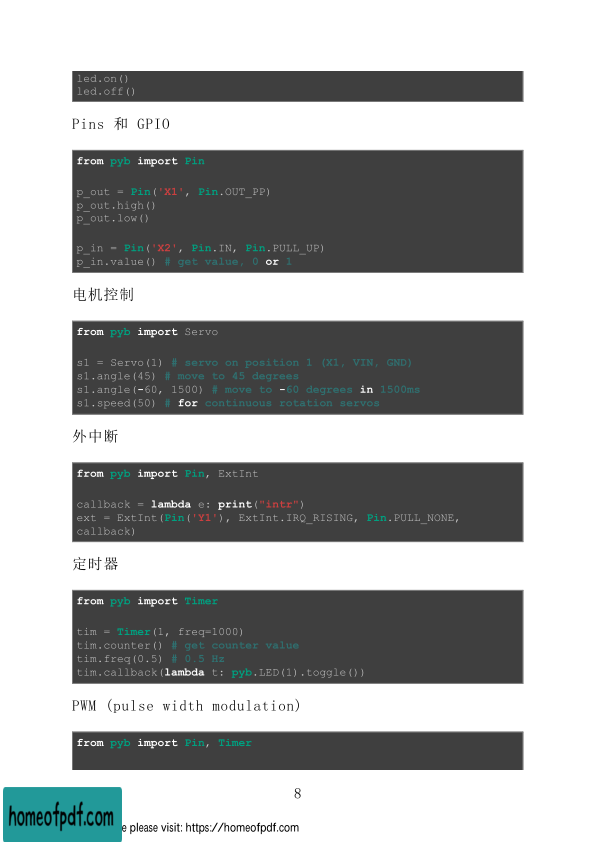 led.on()
led.off()
Pins 和 GPIO
from pyb import Pin
p_out = Pin('X1', Pin.OUT_PP)
p_out.high()
p_out.low()
p_in = Pin('X2', Pin.IN, Pin.PULL_UP)
p_in.value() # get value, 0 or 1
电机控制
from pyb import Servo
s1 = Servo(1) # servo on position 1 (X1, VIN, GND)
s1.angle(45) # move to 45 degrees
s1.angle(-60, 1500) # move to -60 degrees in 1500ms
s1.speed(50) # for continuous rotation servos
外中断
from pyb import Pin, ExtInt
callback = lambda e: print("intr")
ext = ExtInt(Pin('Y1'), ExtInt.IRQ_RISING, Pin.PULL_NONE,
callback)
定时器
from pyb import Timer
tim = Timer(1, freq=1000)
tim.counter() # get counter value
tim.freq(0.5) # 0.5 Hz
tim.callback(lambda t: pyb.LED(1).toggle())
PWM (pulse width modulation)
from pyb import Pin, Timer
8
homeofpdf.com
e please visit: https://homeofpdf.com